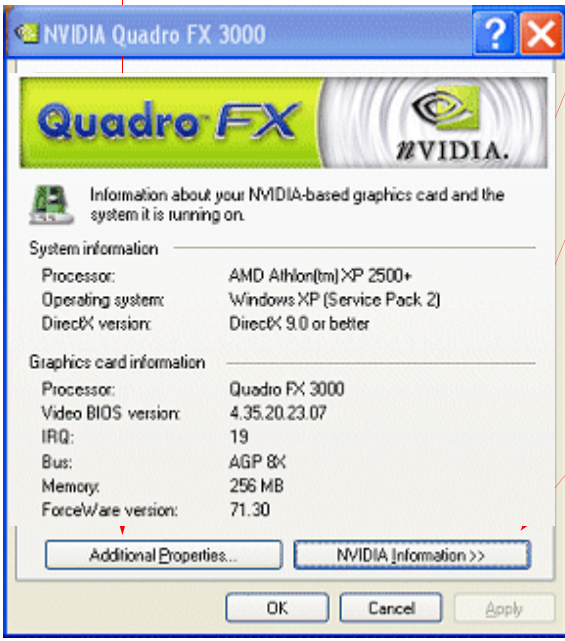 NVIDIA Quadro FX 3000
Quadro FX
NVIDIA.
Information about your NVIDIA-based graphics card and the
system it is running on.
System information
Processor: AMD Athlon(tm) XP 2500+
Operating system: Windows XP (Service Pack 2)
DirectX version: DirectX 9.0 or better
Graphics card information
Processor: Quadro FX 3000
Video BIOS version: 4.35.20.23.07
IRQ: 19
Bus: AGP 8X
Memory: 256 MB
ForceWare version: 71.30
Additional Properties... NVIDIA Information >>
OK Cancel Apply